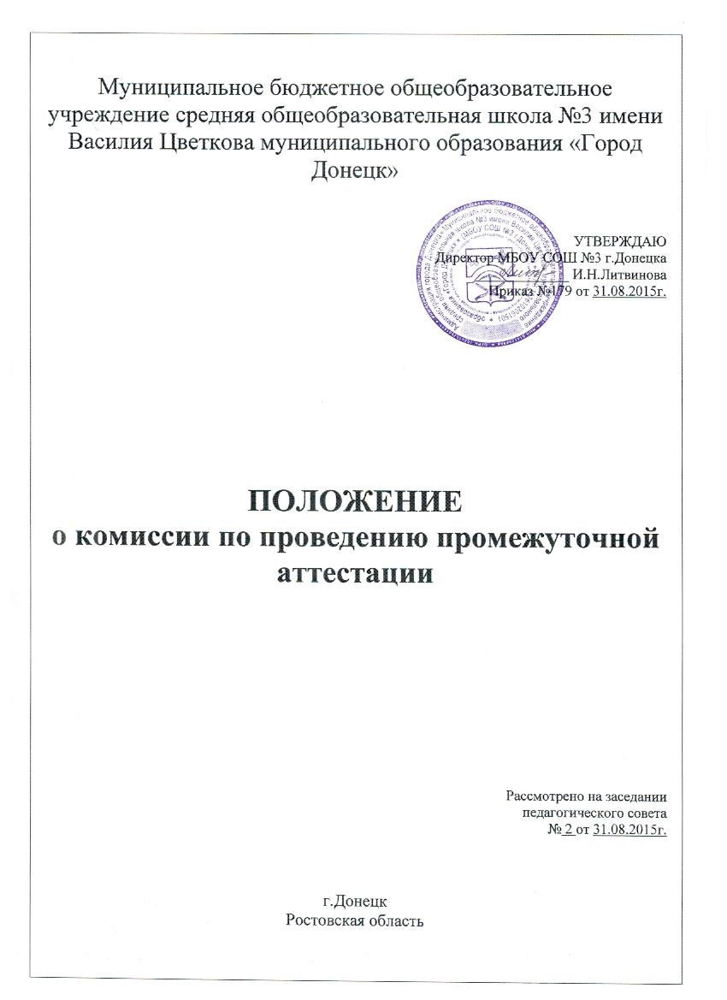 Муниципальное бюджетное общеобразовательное
учреждение средняя общеобразовательная школа №3 имени
Василия Цветкова муниципального образования «Город
Донецк»
УТВЕРЖДАЮ
Директор МБОУ СОШ №3 г.Донецка
И.Н.Литвинова
Приказ №179 от 31.08.2015г.
ПОЛОЖЕНИЕ
о комиссии по проведению промежуточной
аттестации
Рассмотрено на заседании
педагогического совета
№ 2 от 31.08.2015г.
г.Донецк
Ростовская область